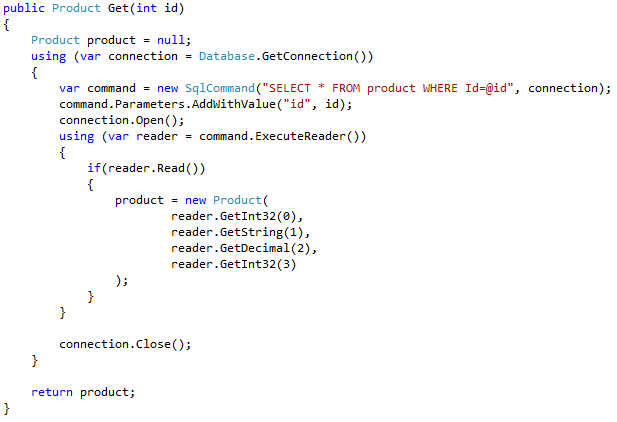 public Product Get(int id)
{
    Product product = null;
    using (var connection = Database.GetConnection())
    {
        var command = new SqlCommand("SELECT * FROM product WHERE Id=@id", connection);
        command.Parameters.AddWithValue("id", id);
        connection.Open();
        using (var reader = command.ExecuteReader())
        {
            if(reader.Read())
            {
                product = new Product(
                        reader.GetInt32(0),
                        reader.GetString(1),
                        reader.GetDecimal(2),
                        reader.GetInt32(3)
                );
            }
        }

        connection.Close();
    }

    return product;
}